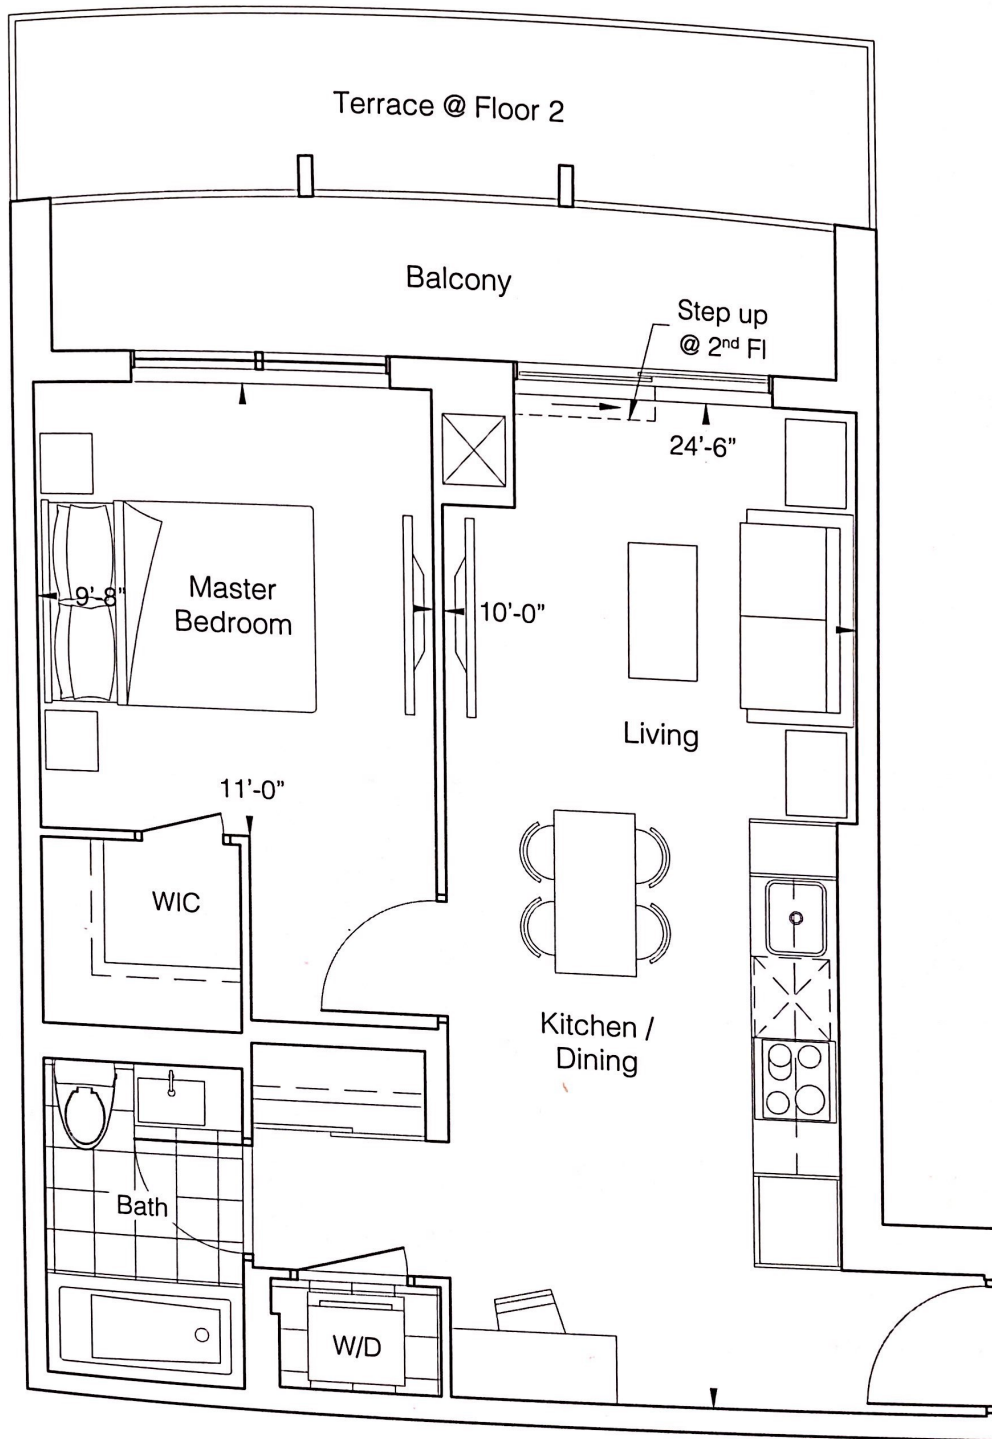 Terrace @ Floor 2
Balcony
Step up
@ 2nd Fl
24'-6"
9'-8"
Master
Bedroom
10'-0"
Living
11'-0"
WIC
Kitchen /
Dining
Bath
W/D